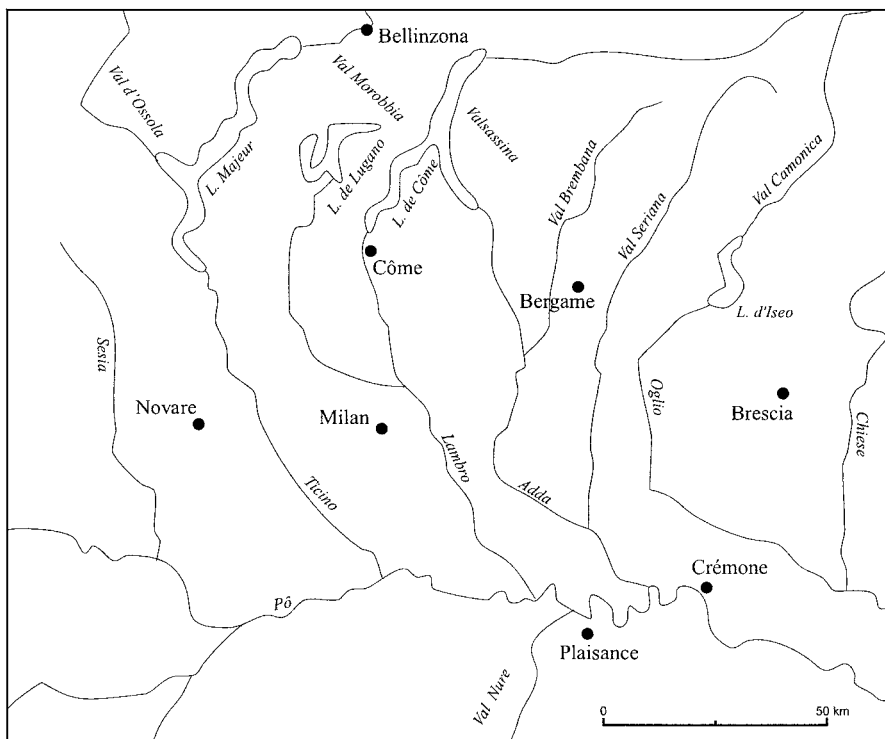 Bellinzona
Val d'Ossola
Val Morobbia
L. Majeur
L. de Lugano
Valsassina
L. de Côme
Val Brembana
Val Seriana
Val Camonica
Côme
Bergame
L. d'Iseo
Sesia
Novare
Milan
Oglio
Brescia
Chiese
Ticino
Lambro
Adda
Crémone
Pô
Plaisance
Val Nure
0 50 km